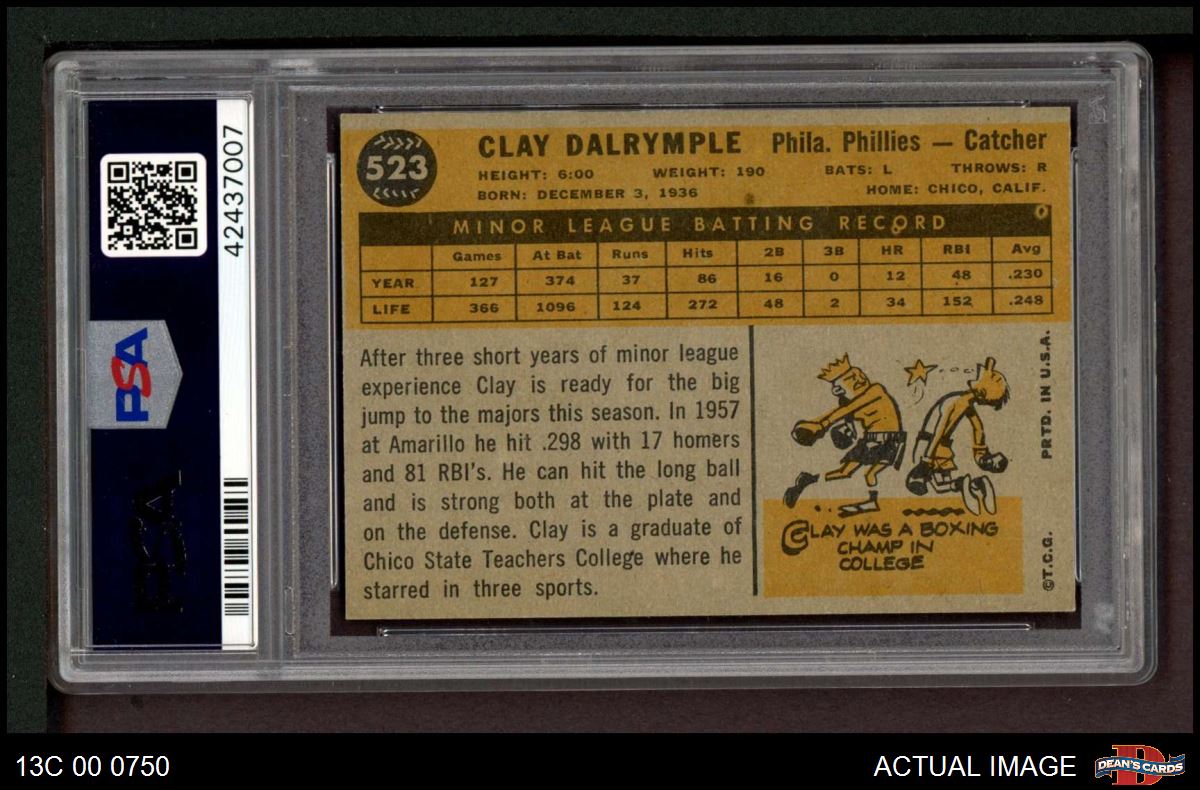 523
CLAY DALRYMPLE Phila. Phillies — Catcher
HEIGHT: 6:00 WEIGHT: 190 BATS: L THROWS: R
BORN: DECEMBER 3, 1936 HOME: CHICO, CALIF.
MINOR LEAGUE BATTING RECORD
Games At Bat Runs Hits 2B 3B HR RBI Avg
YEAR 127 374 37 86 16 0 12 48 .230
LIFE 366 1096 124 272 48 2 34 152 .248
After three short years of minor league
experience Clay is ready for the big
jump to the majors this season. In 1957
at Amarillo he hit .298 with 17 homers
and 81 RBI's. He can hit the long ball
and is strong both at the plate and
on the defense. Clay is a graduate of
Chico State Teachers College where he
starred in three sports.
CLAY WAS A BOXING
CHAMP IN
COLLEGE
©T.C.G. PRTD. IN U.S.A.
42437007
PSA
PSA
13C 00 0750
ACTUAL IMAGE
D
DEAN'S CARDS